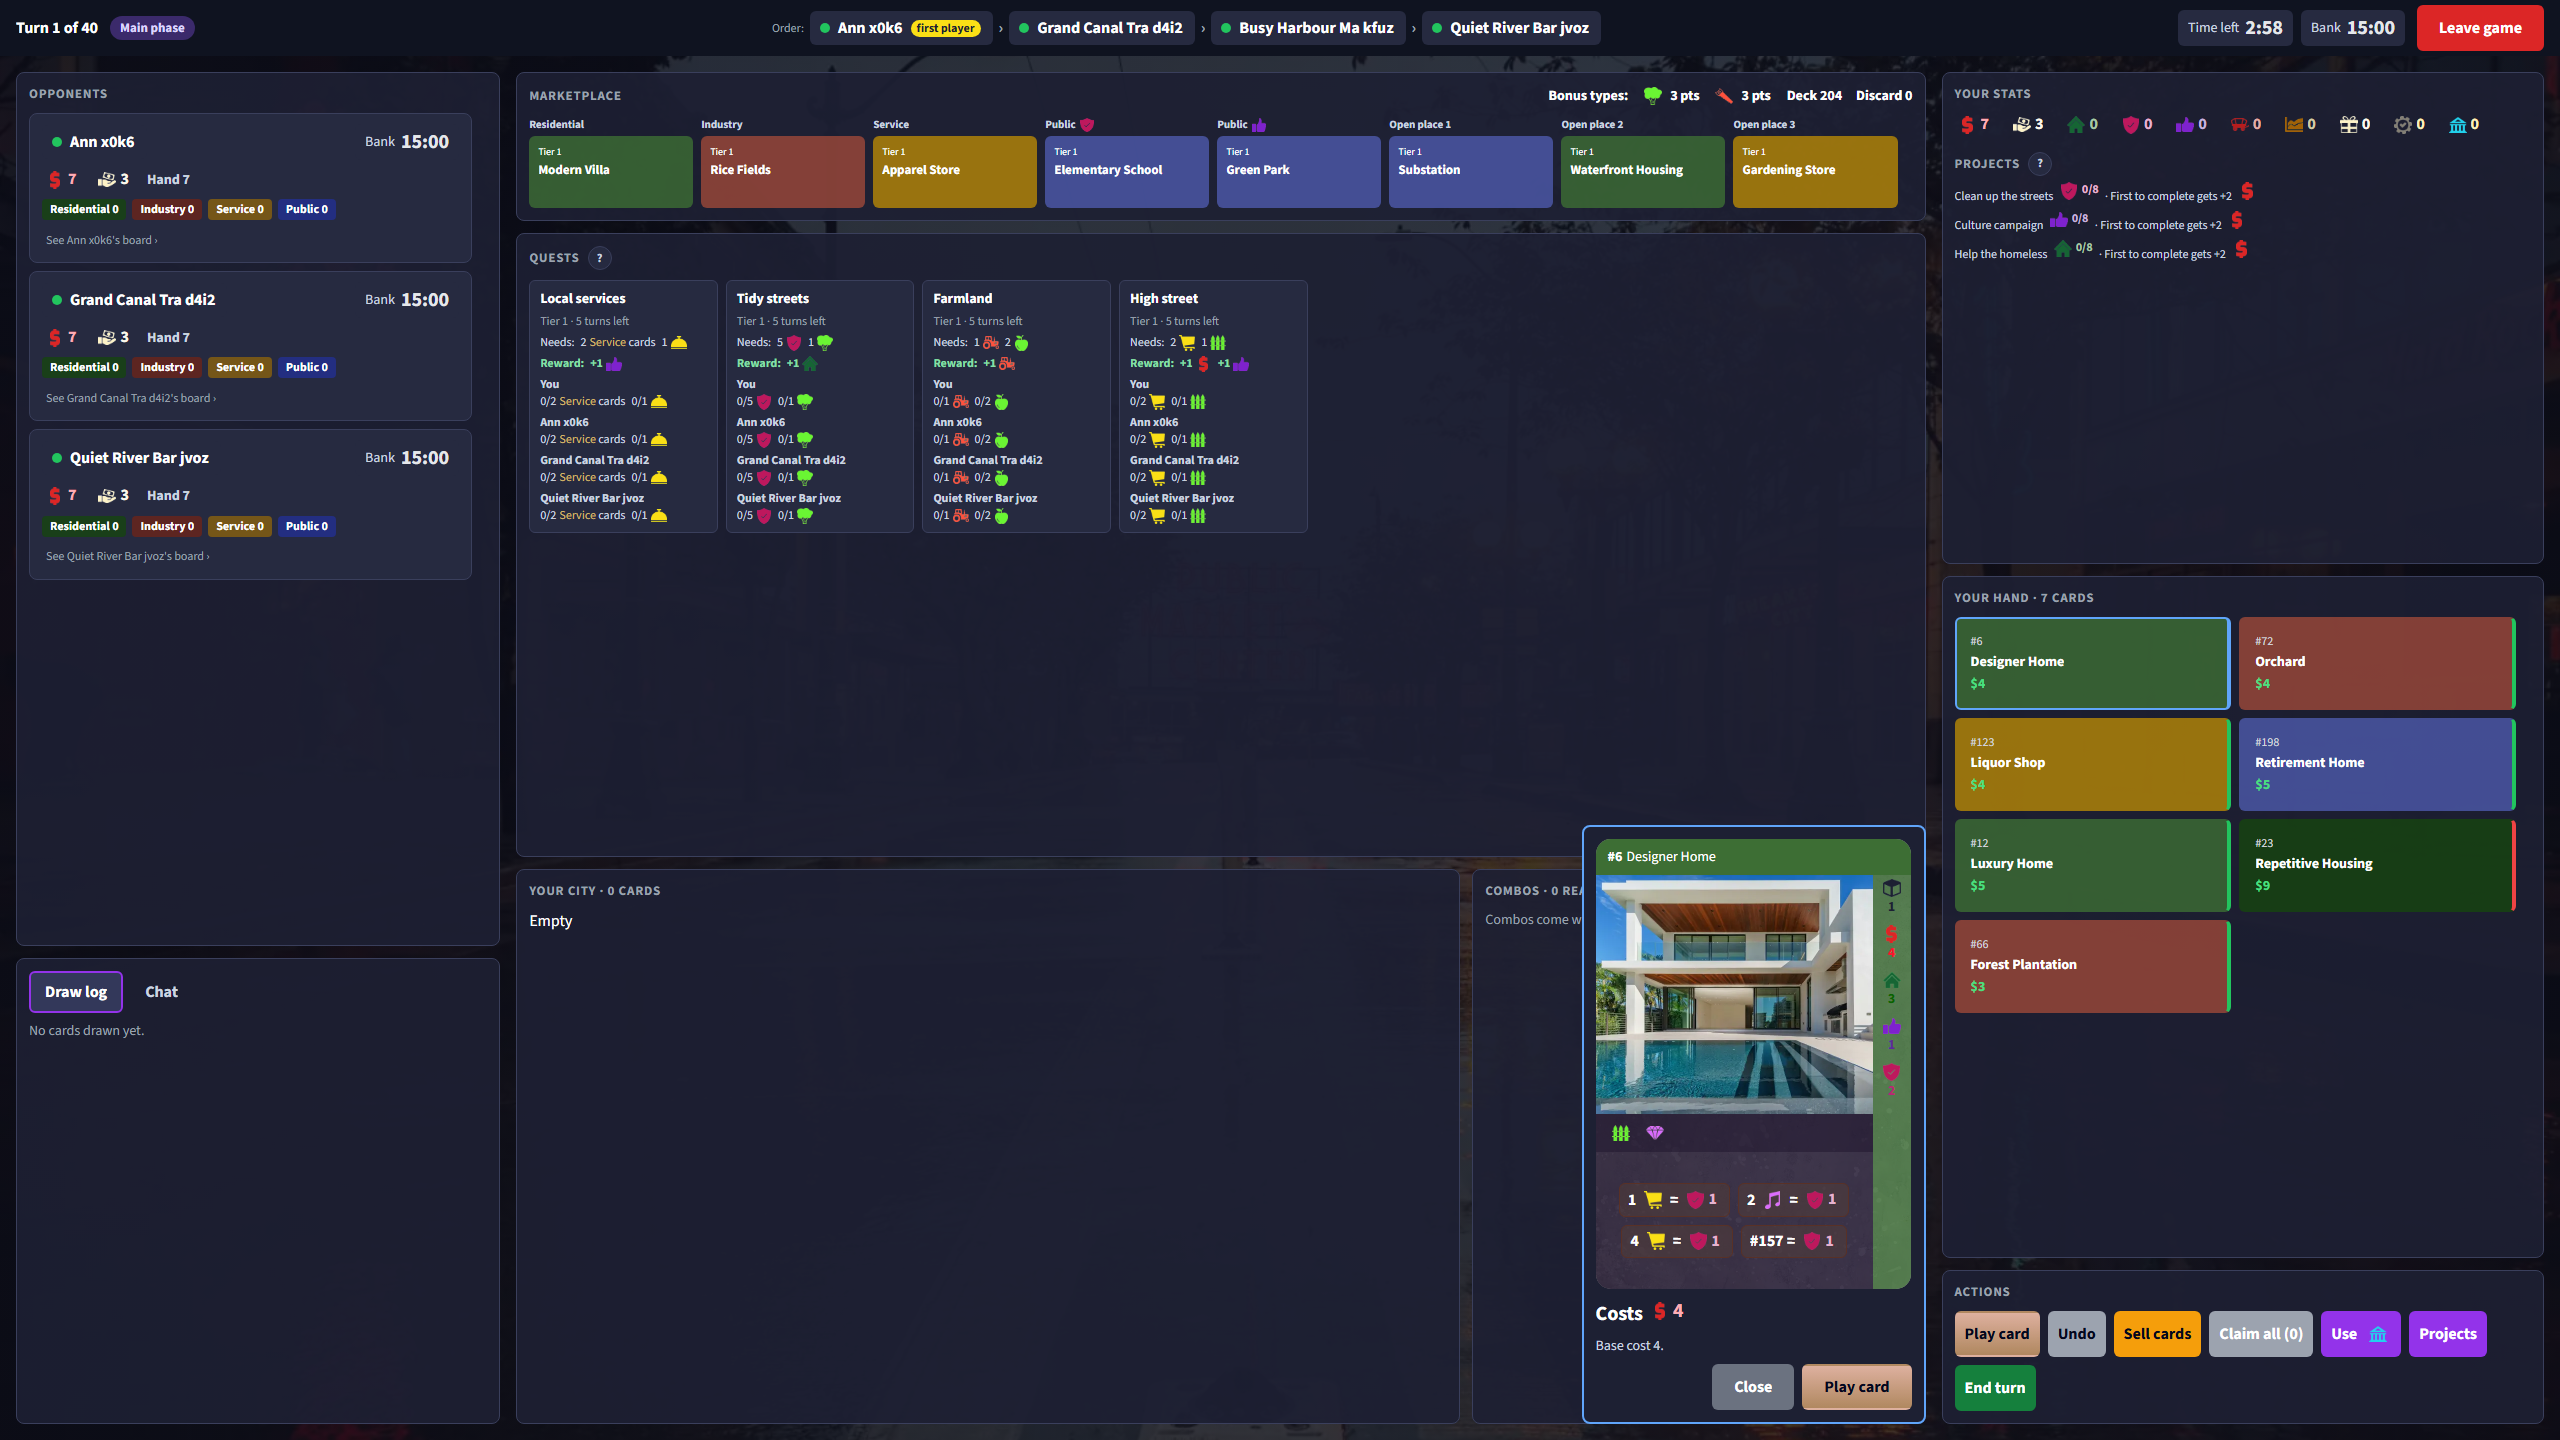 Turn 1 of 40 Main phase
Order: Ann x0k6 first player › Grand Canal Tra d4i2 › Busy Harbour Ma kfuz › Quiet River Bar jvoz
Time left 2:58 Bank 15:00 Leave game
OPPONENTS
Ann x0k6 Bank 15:00
7 3 Hand 7
Residential 0 Industry 0 Service 0 Public 0
See Ann x0k6's board ›
Grand Canal Tra d4i2 Bank 15:00
7 3 Hand 7
Residential 0 Industry 0 Service 0 Public 0
See Grand Canal Tra d4i2's board ›
Quiet River Bar jvoz Bank 15:00
7 3 Hand 7
Residential 0 Industry 0 Service 0 Public 0
See Quiet River Bar jvoz's board ›
Draw log Chat
No cards drawn yet.
MARKETPLACE Bonus types: 3 pts 3 pts Deck 204 Discard 0
Residential Industry Service Public Public Open place 1 Open place 2 Open place 3
Tier 1 Tier 1 Tier 1 Tier 1 Tier 1 Tier 1 Tier 1 Tier 1
Modern Villa Rice Fields Apparel Store Elementary School Green Park Substation Waterfront Housing Gardening Store
QUESTS ?
Local services
Tier 1 · 5 turns left
Needs: 2 Service cards 1
Reward: +1
You
0/2 Service cards 0/1
Ann x0k6
0/2 Service cards 0/1
Grand Canal Tra d4i2
0/2 Service cards 0/1
Quiet River Bar jvoz
0/2 Service cards 0/1
Tidy streets
Tier 1 · 5 turns left
Needs: 5 1
Reward: +1
You
0/5 0/1
Ann x0k6
0/5 0/1
Grand Canal Tra d4i2
0/5 0/1
Quiet River Bar jvoz
0/5 0/1
Farmland
Tier 1 · 5 turns left
Needs: 1 2
Reward: +1
You
0/1 0/2
Ann x0k6
0/1 0/2
Grand Canal Tra d4i2
0/1 0/2
Quiet River Bar jvoz
0/1 0/2
High street
Tier 1 · 5 turns left
Needs: 2 1
Reward: +1 +1
You
0/2 0/1
Ann x0k6
0/2 0/1
Grand Canal Tra d4i2
0/2 0/1
Quiet River Bar jvoz
0/2 0/1
YOUR CITY · 0 CARDS
Empty
COMBOS · 0 REA
Combos come w
#6 Designer Home
1
4
3
1
2
1 = 1 2 = 1
4 = 1 #157 = 1
Costs 4
Base cost 4.
Close Play card
YOUR STATS
7 3 0 0 0 0 0 0 0 0
PROJECTS ?
Clean up the streets 0/8 · First to complete gets +2
Culture campaign 0/8 · First to complete gets +2
Help the homeless 0/8 · First to complete gets +2
YOUR HAND · 7 CARDS
#6
Designer Home
$4
#72
Orchard
$4
#123
Liquor Shop
$4
#198
Retirement Home
$5
#12
Luxury Home
$5
#23
Repetitive Housing
$9
#66
Forest Plantation
$3
ACTIONS
Play card Undo Sell cards Claim all (0) Use Projects
End turn